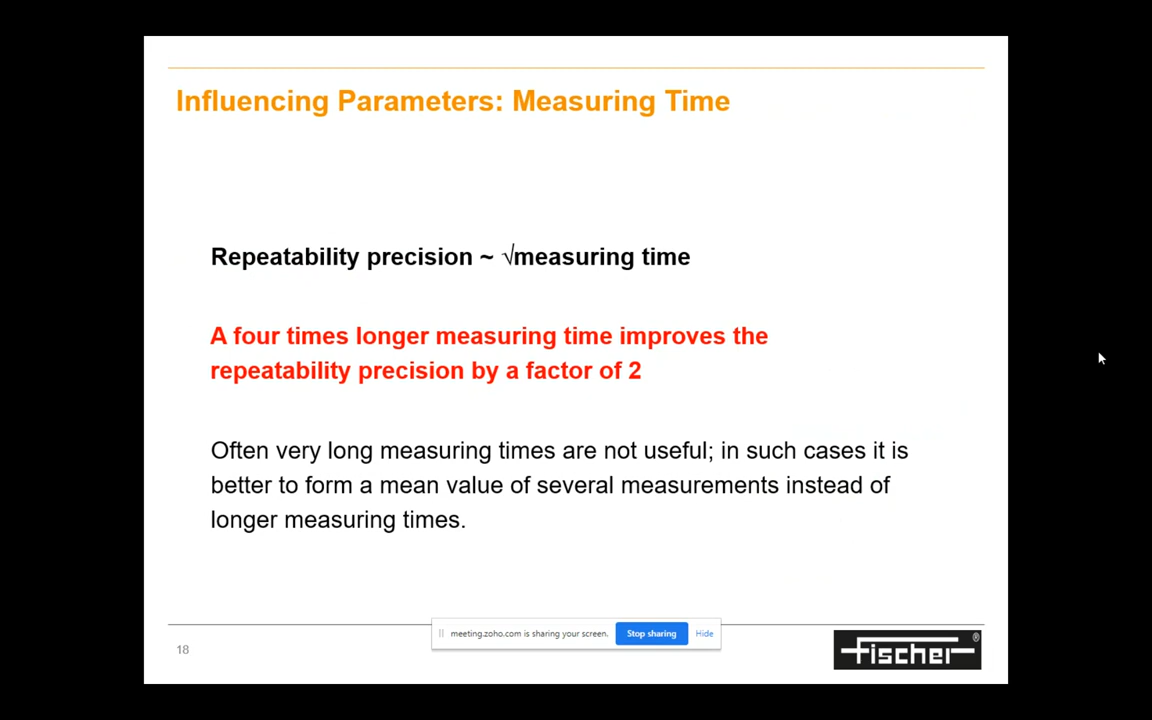 Influencing Parameters: Measuring Time
Repeatability precision ~ √measuring time
A four times longer measuring time improves the
repeatability precision by a factor of 2
Often very long measuring times are not useful; in such cases it is
better to form a mean value of several measurements instead of
longer measuring times.
meeting.zoho.com is sharing your screen. Stop sharing Hide
18
fischer®